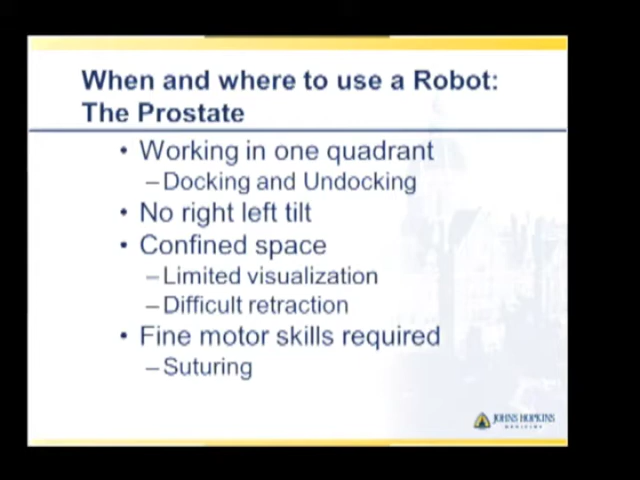 When and where to use a Robot:
The Prostate
• Working in one quadrant
– Docking and Undocking
• No right left tilt
• Confined space
– Limited visualization
– Difficult retraction
• Fine motor skills required
– Suturing
JOHNS HOPKINS
MEDICINE